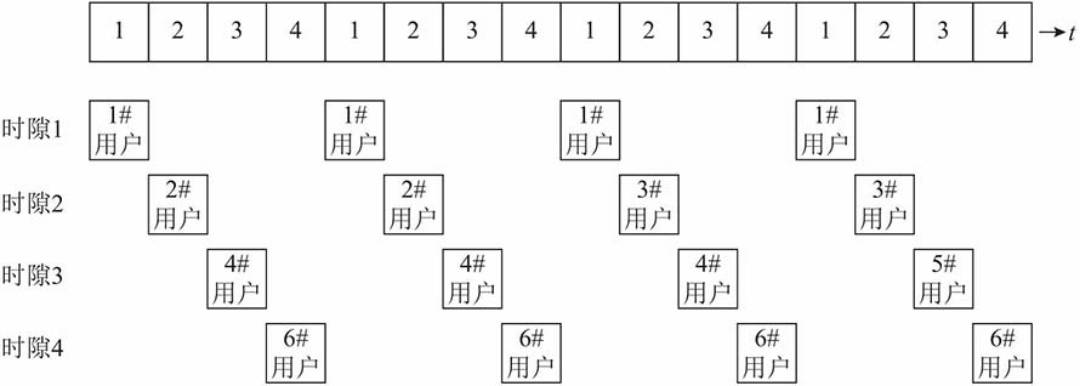 1 2 3 4 1 2 3 4 1 2 3 4 1 2 3 4 →t
时隙1 1# 用户 1# 用户 1# 用户 1# 用户
时隙2 2# 用户 2# 用户 3# 用户 3# 用户
时隙3 4# 用户 4# 用户 4# 用户 5# 用户
时隙4 6# 用户 6# 用户 6# 用户 6# 用户